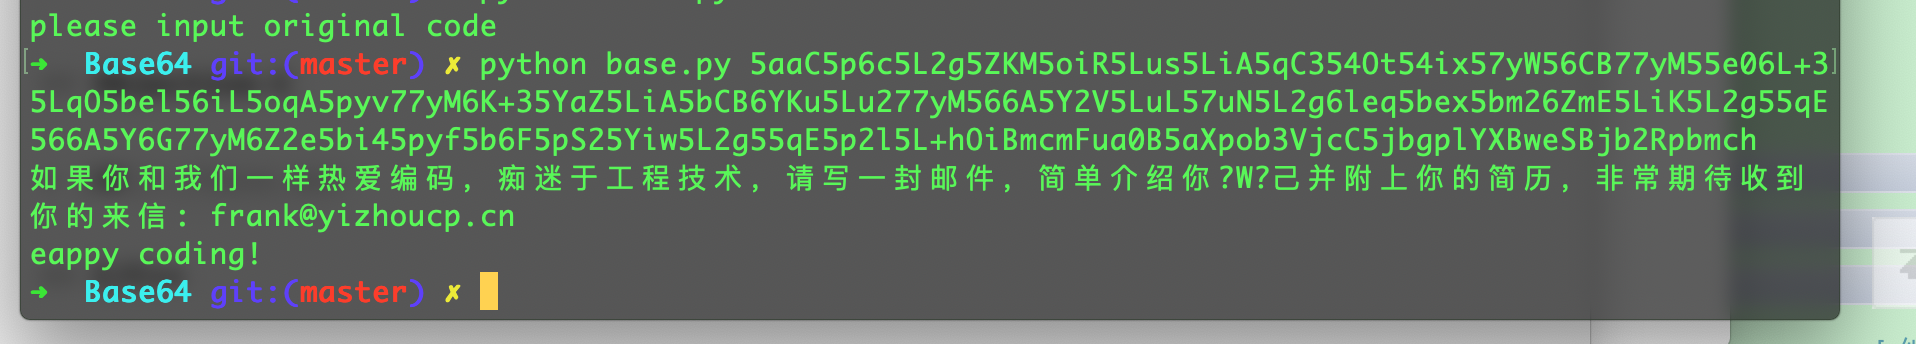 please input original code
➜  Base64 git:(master) ✗ python base.py 5aaC5p6c5L2g5ZKM5oiR5Lus5LiA5qC354Ot54ix57yW56CB77yM55e06L+3
5LqO5bel56iL5oqA5pyv77yM6K+35YaZ5LiA5bCB6YKu5Lu277yM566A5Y2V5LuL57uN5L2g6leq5bex5bm26ZmE5LiK5L2g55qE
566A5Y6G77yM6Z2e5bi45pyf5b6F5pS25Yiw5L2g55qE5p2l5L+hOiBmcmFua0B5aXpob3VjcC5jbgplYXBweSBjb2Rpbmch
如果你和我们一样热爱编码，痴迷于工程技术，请写一封邮件，简单介绍你?W?己并附上你的简历，非常期待收到
你的来信: frank@yizhoucp.cn
eappy coding!
➜  Base64 git:(master) ✗